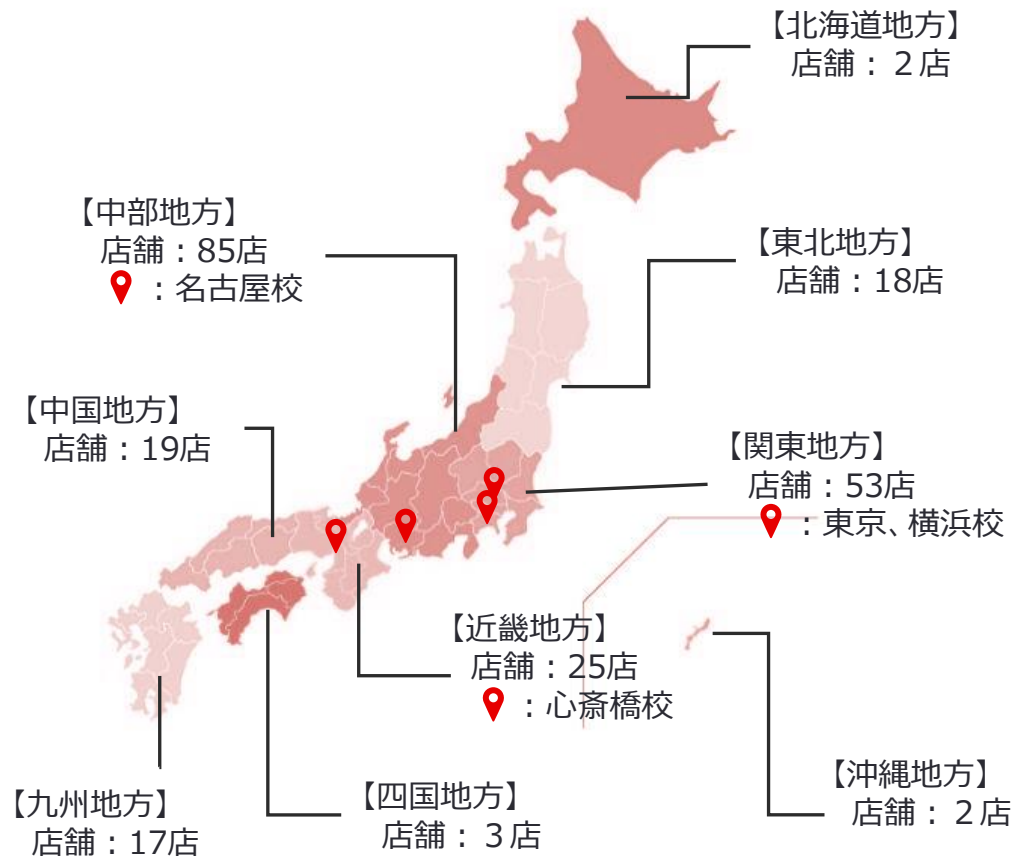 【北海道地方】
店舗：２店
【中部地方】
店舗：85店
：名古屋校
【東北地方】
店舗：18店
【中国地方】
店舗：19店
【関東地方】
店舗：53店
：東京、横浜校
【近畿地方】
店舗：25店
：心斎橋校
【九州地方】
店舗：17店
【四国地方】
店舗：３店
【沖縄地方】
店舗：２店